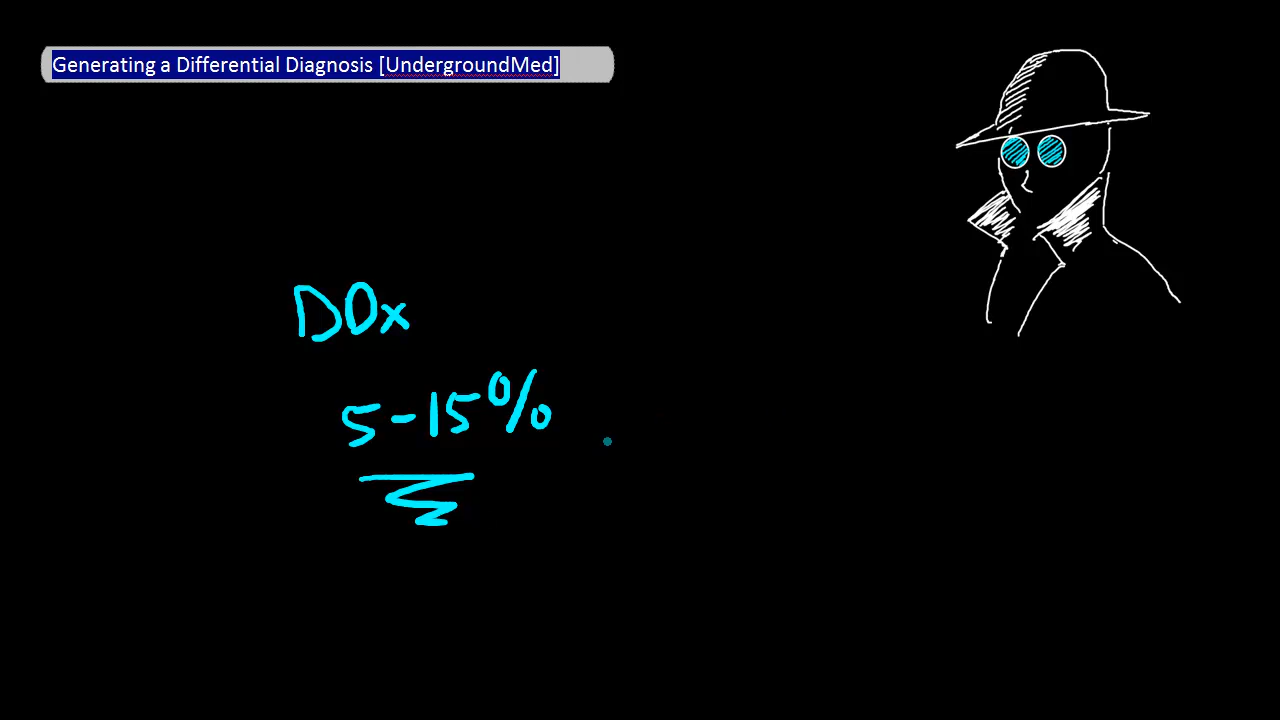 Generating a Differential Diagnosis [UndergroundMed]
DDx
5-15%